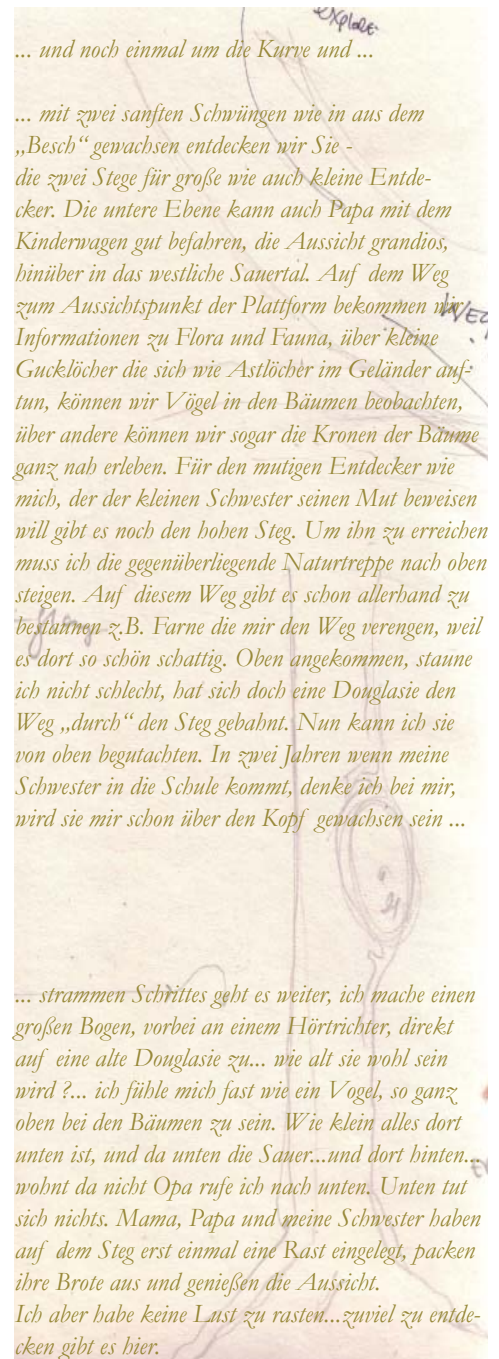 explore
... und noch einmal um die Kurve und ...
... mit zwei sanften Schwüngen wie in aus dem
„Besch“ gewachsen entdecken wir Sie -
die zwei Stege für große wie auch kleine Entde-
cker. Die untere Ebene kann auch Papa mit dem
Kinderwagen gut befahren, die Aussicht grandios,
hinüber in das westliche Sauertal. Auf dem Weg
zum Aussichtspunkt der Plattform bekommen wir
Informationen zu Flora und Fauna, über kleine
Gucklöcher die sich wie Astlöcher im Geländer auf-
tun, können wir Vögel in den Bäumen beobachten,
über andere können wir sogar die Kronen der Bäume
ganz nah erleben. Für den mutigen Entdecker wie
mich, der der kleinen Schwester seinen Mut beweisen
will gibt es noch den hohen Steg. Um ihn zu erreichen
muss ich die gegenüberliegende Naturtreppe nach oben
steigen. Auf diesem Weg gibt es schon allerhand zu
bestaunen z.B. Farne die mir den Weg verengen, weil
es dort so schön schattig. Oben angekommen, staune
ich nicht schlecht, hat sich doch eine Douglasie den
Weg „durch“ den Steg gebahnt. Nun kann ich sie
von oben begutachten. In zwei Jahren wenn meine
Schwester in die Schule kommt, denke ich bei mir,
wird sie mir schon über den Kopf gewachsen sein ...
... strammen Schrittes geht es weiter, ich mache einen
großen Bogen, vorbei an einem Hörtrichter, direkt
auf eine alte Douglasie zu... wie alt sie wohl sein
wird ?... ich fühle mich fast wie ein Vogel, so ganz
oben bei den Bäumen zu sein. Wie klein alles dort
unten ist, und da unten die Sauer...und dort hinten...
wohnt da nicht Opa rufe ich nach unten. Unten tut
sich nichts. Mama, Papa und meine Schwester haben
auf dem Steg erst einmal eine Rast eingelegt, packen
ihre Brote aus und genießen die Aussicht.
Ich aber habe keine Lust zu rasten...zuviel zu entde-
cken gibt es hier.